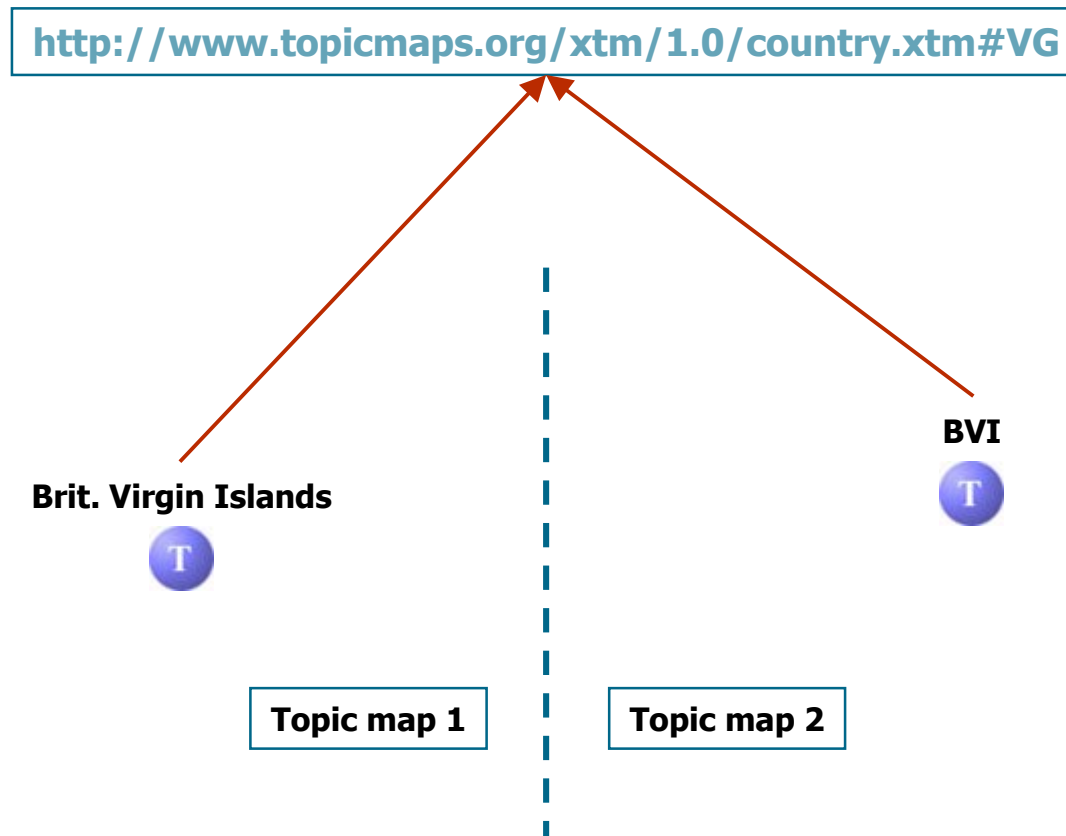 http://www.topicmaps.org/xtm/1.0/country.xtm#VG
BVI
T
Brit. Virgin Islands
T
Topic map 1
Topic map 2